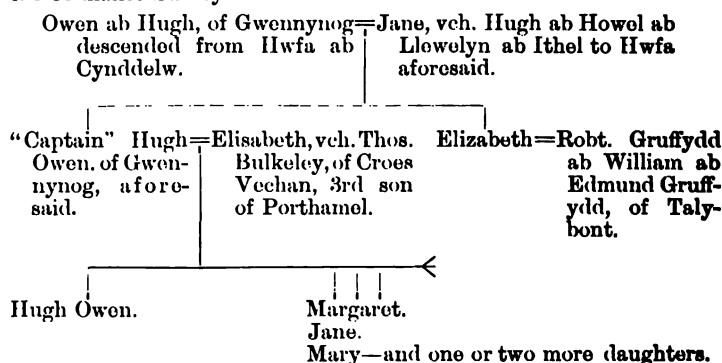 Owen ab Hugh, of Gwennynog=Jane, vch. Hugh ab Howel ab
descended from Hwfa ab Llewelyn ab Ithel to Hwfa
Cynddelw. aforesaid.
"Captain" Hugh=Elisabeth, vch. Thos. Elizabeth=Robt. Gruffydd
Owen. of Gwen- Bulkeley, of Croes ab William ab
nynog, afore- Vechan, 3rd son Edmund Gruff-
said. of Porthamel. ydd, of Taly-
bont.
Hugh Owen. Margaret.
Jane.
Mary—and one or two more daughters.